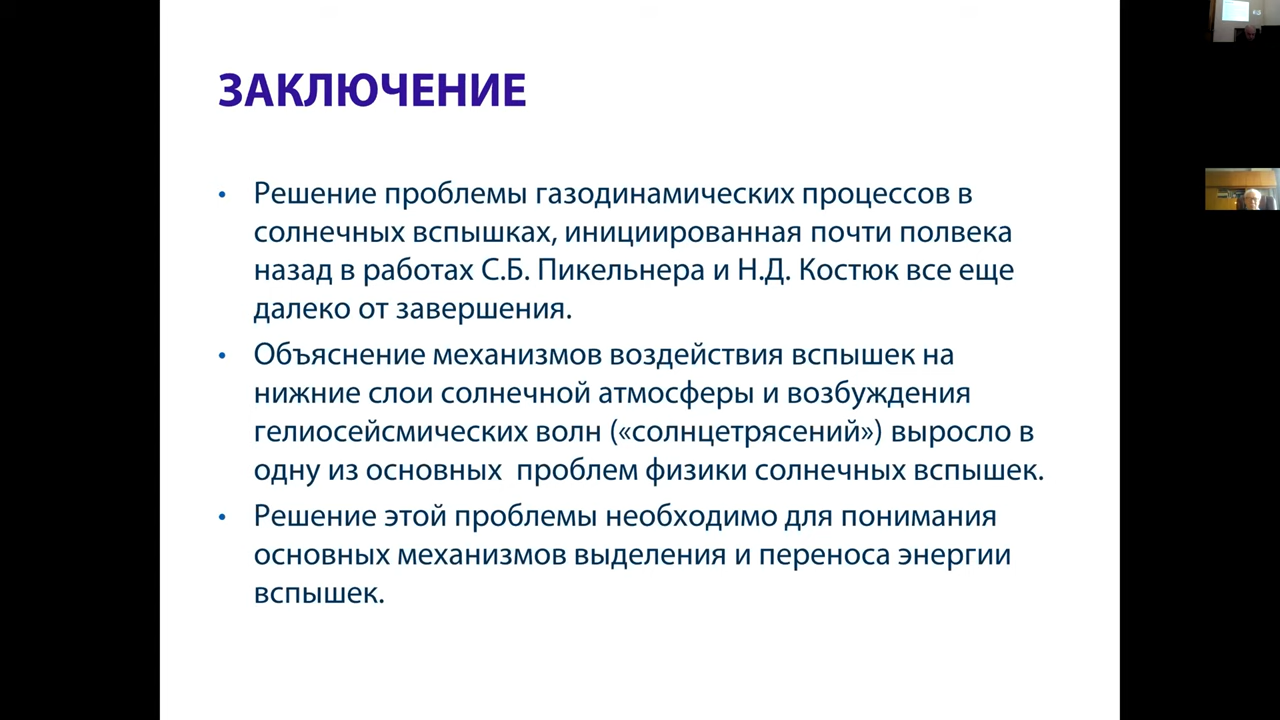 ЗАКЛЮЧЕНИЕ
• Решение проблемы газодинамических процессов в
солнечных вспышках, инициированная почти полвека
назад в работах С.Б. Пикельнера и Н.Д. Костюк все еще
далеко от завершения.
• Объяснение механизмов воздействия вспышек на
нижние слои солнечной атмосферы и возбуждения
гелиосейсмических волн («солнцетрясений») выросло в
одну из основных  проблем физики солнечных вспышек.
• Решение этой проблемы необходимо для понимания
основных механизмов выделения и переноса энергии
вспышек.